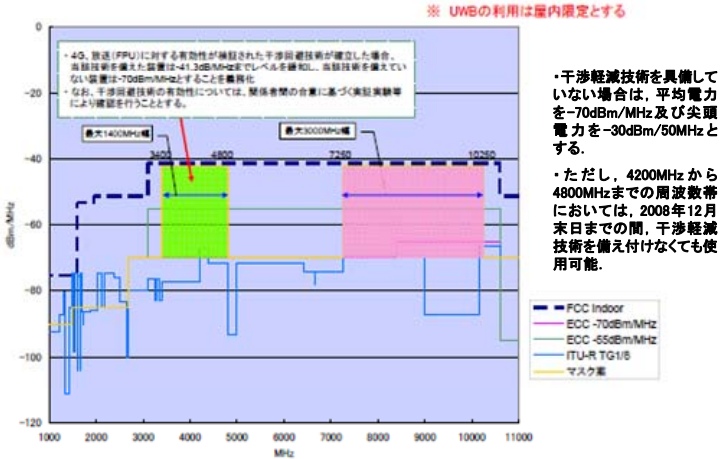 ※ UWBの利用は屋内限定とする
・4G、放送(FPU)に対する有効性が検証された干渉回避技術が確立した場合、
当該技術を備えた装置は-41.3dB/MHzまでレベルを緩和し、当該技術を備えてい
ない装置は-70dBm/MHzとすることを義務化
・なお、干渉回避技術の有効性については、関係者間の合意に基づく実証実験等
により確認を行うこととする。
最大1400MHz幅
最大3000MHz幅
3400
4800
7250
10250
0
-20
-40
-60
-80
-100
-120
dBm/MHz
1000 2000 3000 4000 5000 6000 7000 8000 9000 10000 11000
MHz
・干渉軽減技術を具備して
いない場合は，平均電力
を-70dBm/MHz及び尖頭
電力を-30dBm/50MHzと
する．
・ただし，4200MHzから
4800MHzまでの周波数帯
においては，2008年12月
末日までの間，干渉軽減
技術を備え付けなくても使
用可能．
FCC Indoor
ECC -70dBm/MHz
ECC -55dBm/MHz
ITU-R TG1/8
マスク案